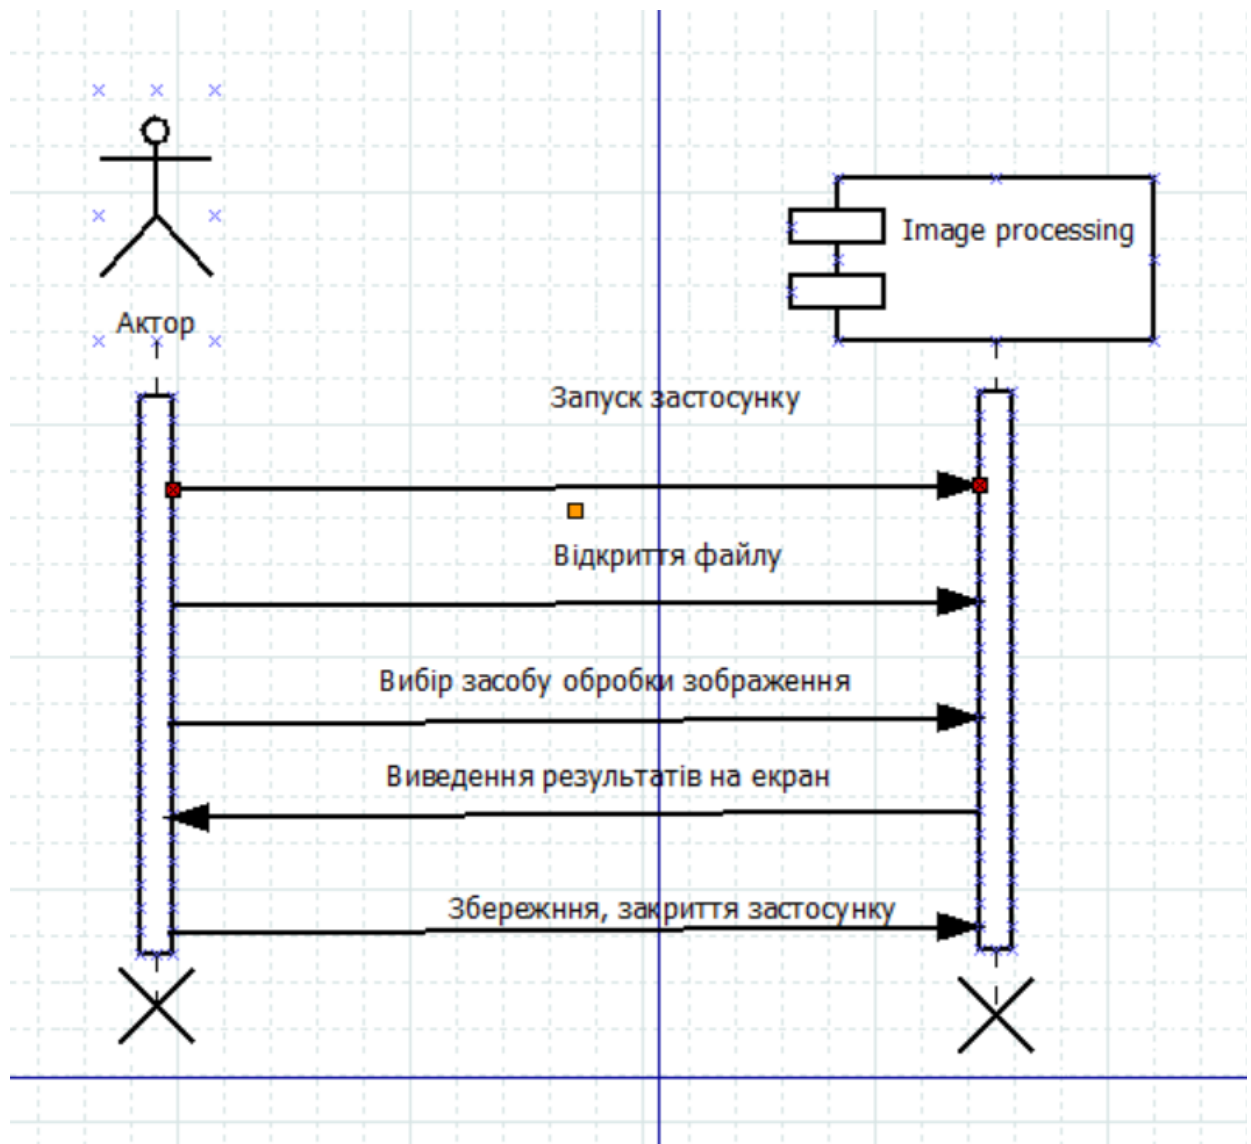 Image processing
Актор
Запуск застосунку
Відкриття файлу
Вибір засобу обробки зображення
Виведення результатів на екран
Збережння, закриття застосунку